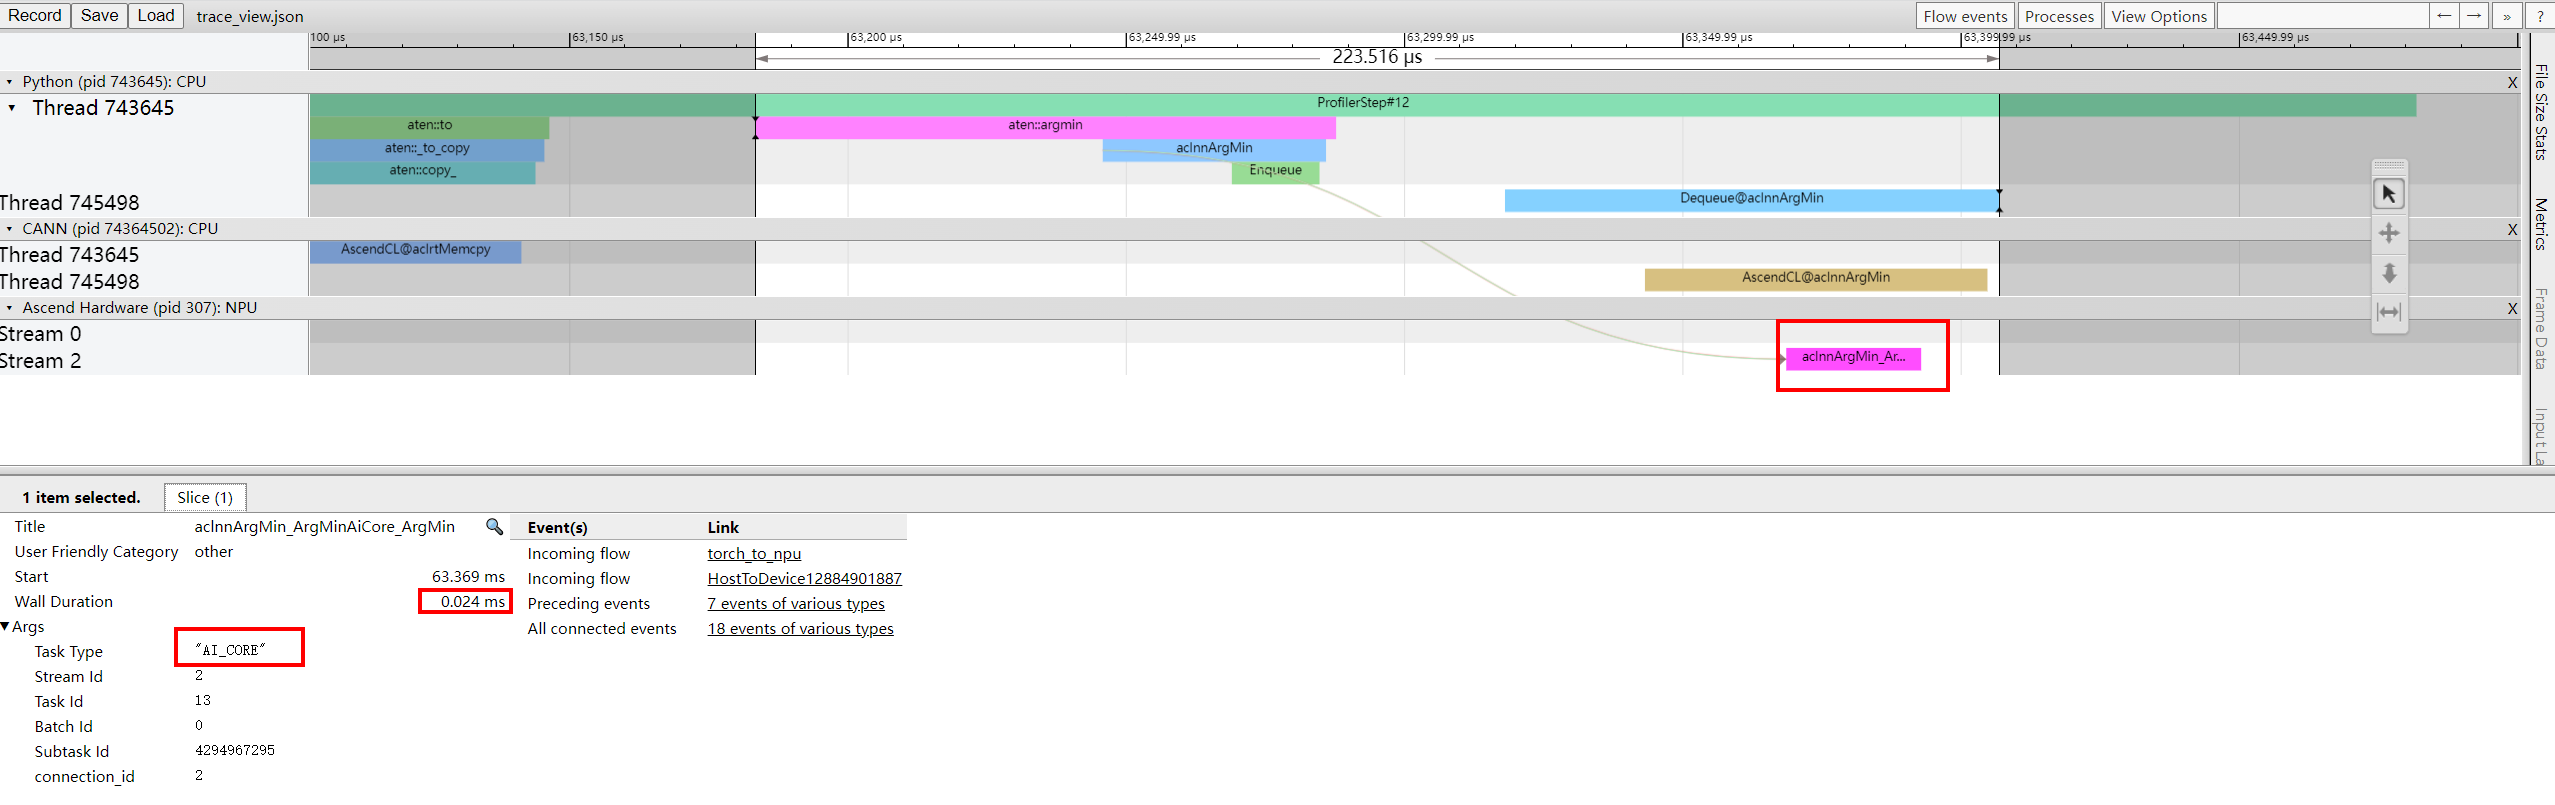 Record Save Load trace_view.json Flow events Processes View Options ← → » ?
100 µs 63,150 µs 63,200 µs 63,249.99 µs 63,299.99 µs 63,349.99 µs 63,399.99 µs 63,449.99 µs
223.516 µs
Python (pid 743645): CPU X
Thread 743645 ProfilerStep#12
aten::to aten::argmin
aten::_to_copy aclnnArgMin
aten::copy_ Enqueue
Thread 745498 Dequeue@aclnnArgMin
CANN (pid 74364502): CPU X
Thread 743645 AscendCL@aclrtMemcpy
Thread 745498 AscendCL@aclnnArgMin
Ascend Hardware (pid 307): NPU X
Stream 0
Stream 2 aclnnArgMin_Ar...
File Size Stats
Metrics
Frame Data
Input La
1 item selected. Slice (1)
Title aclnnArgMin_ArgMinAiCore_ArgMin Event(s) Link
User Friendly Category other Incoming flow torch_to_npu
Start 63.369 ms Incoming flow HostToDevice12884901887
Wall Duration 0.024 ms Preceding events 7 events of various types
Args All connected events 18 events of various types
Task Type "AI_CORE"
Stream Id 2
Task Id 13
Batch Id 0
Subtask Id 4294967295
connection_id 2